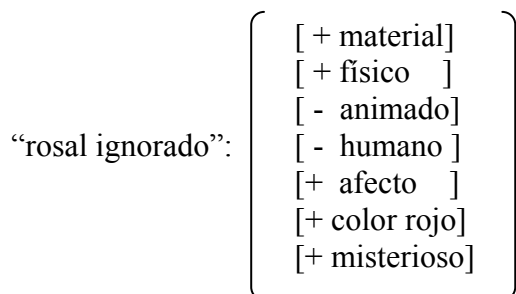 [ + material]
[ + físico ]
[ - animado]
“rosal ignorado”: [ - humano ]
[+ afecto ]
[+ color rojo]
[+ misterioso]